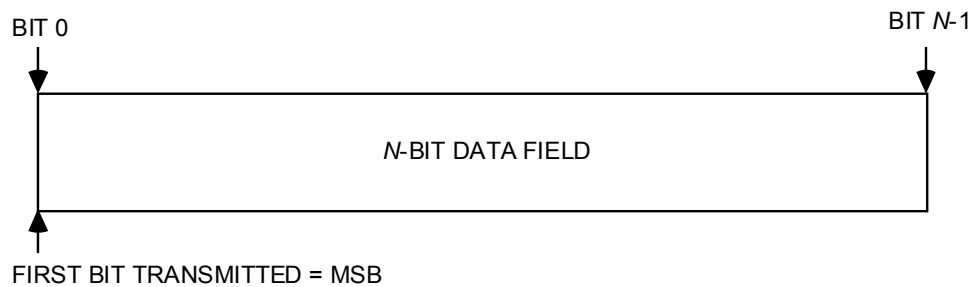 BIT 0
BIT N-1
N-BIT DATA FIELD
FIRST BIT TRANSMITTED = MSB